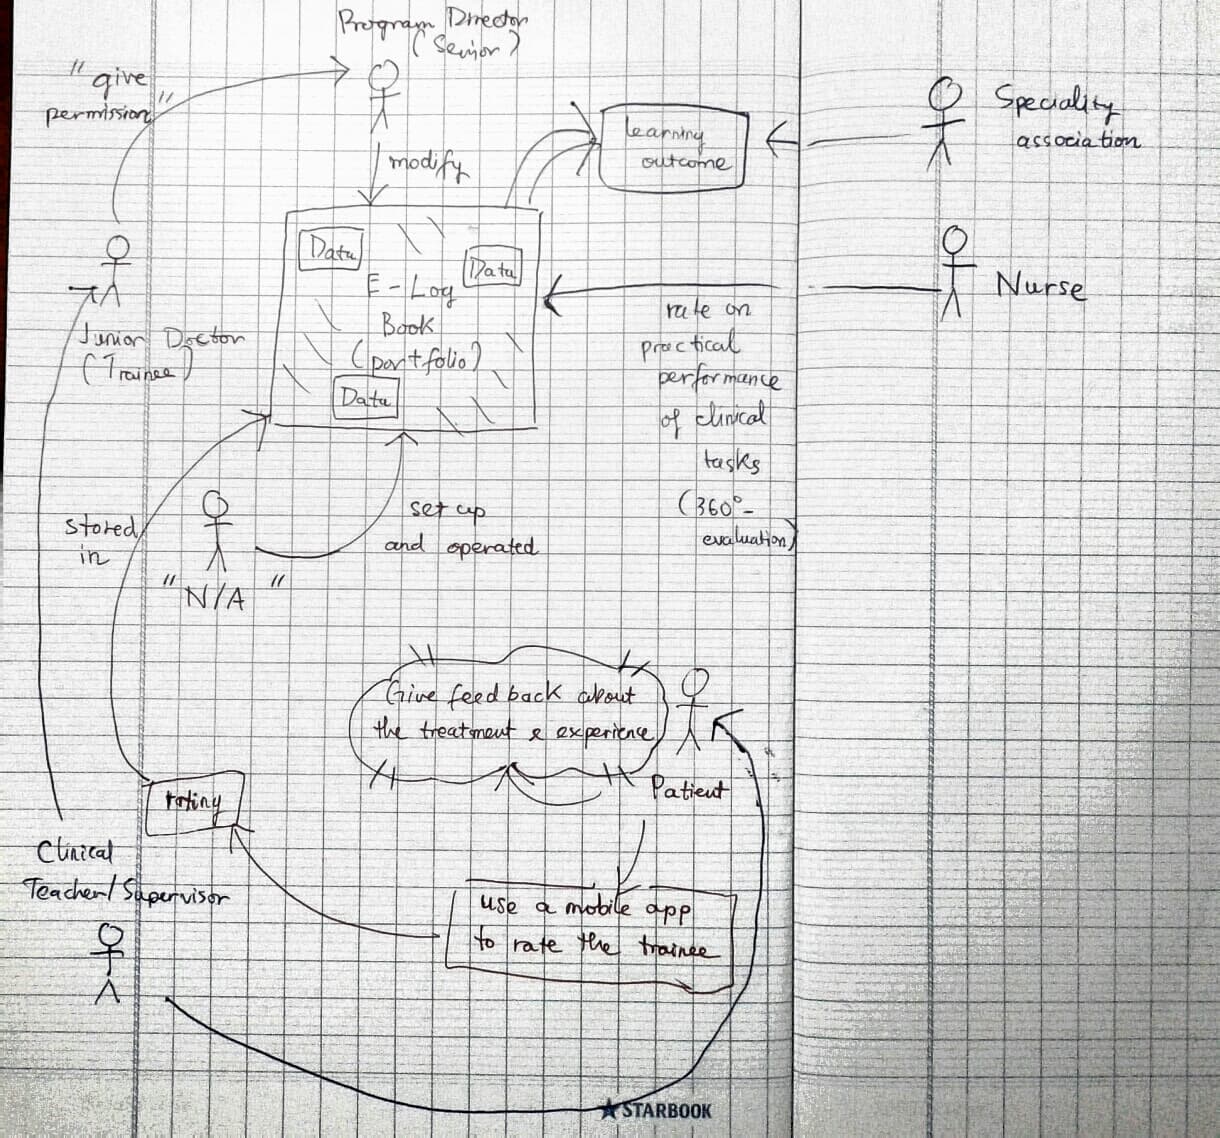 Program Director
(Senior)
"give
permission"
modify
learning
outcome
Speciality
association
Data
Data
E-Log
Book
(portfolio)
Data
Nurse
rate on
practical
performance
of clinical
tasks
(360°-
evaluation)
Junior Doctor
(Trainee)
stored
in
"N/A"
set up
and operated
Give feedback about
the treatment & experience
Patient
rating
Clinical
Teacher/Supervisor
use a mobile app
to rate the trainee
STARBOOK